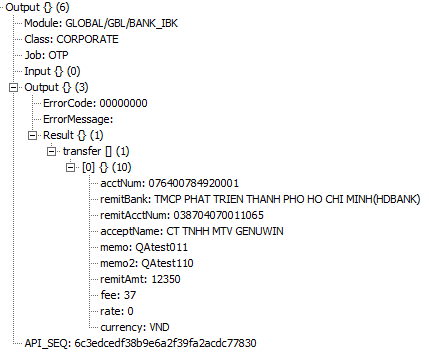 Output {} (6)
Module: GLOBAL/GBL/BANK_IBK
Class: CORPORATE
Job: OTP
Input {} (0)
Output {} (3)
ErrorCode: 00000000
ErrorMessage:
Result {} (1)
transfer [] (1)
[0] {} (10)
acctNum: 076400784920001
remitBank: TMCP PHAT TRIEN THANH PHO HO CHI MINH(HDBANK)
remitAcctNum: 038704070011065
acceptName: CT TNHH MTV GENUWIN
memo: QAtest011
memo2: QAtest110
remitAmt: 12350
fee: 37
rate: 0
currency: VND
API_SEQ: 6c3edcedf38b9e6a2f39fa2acdc77830